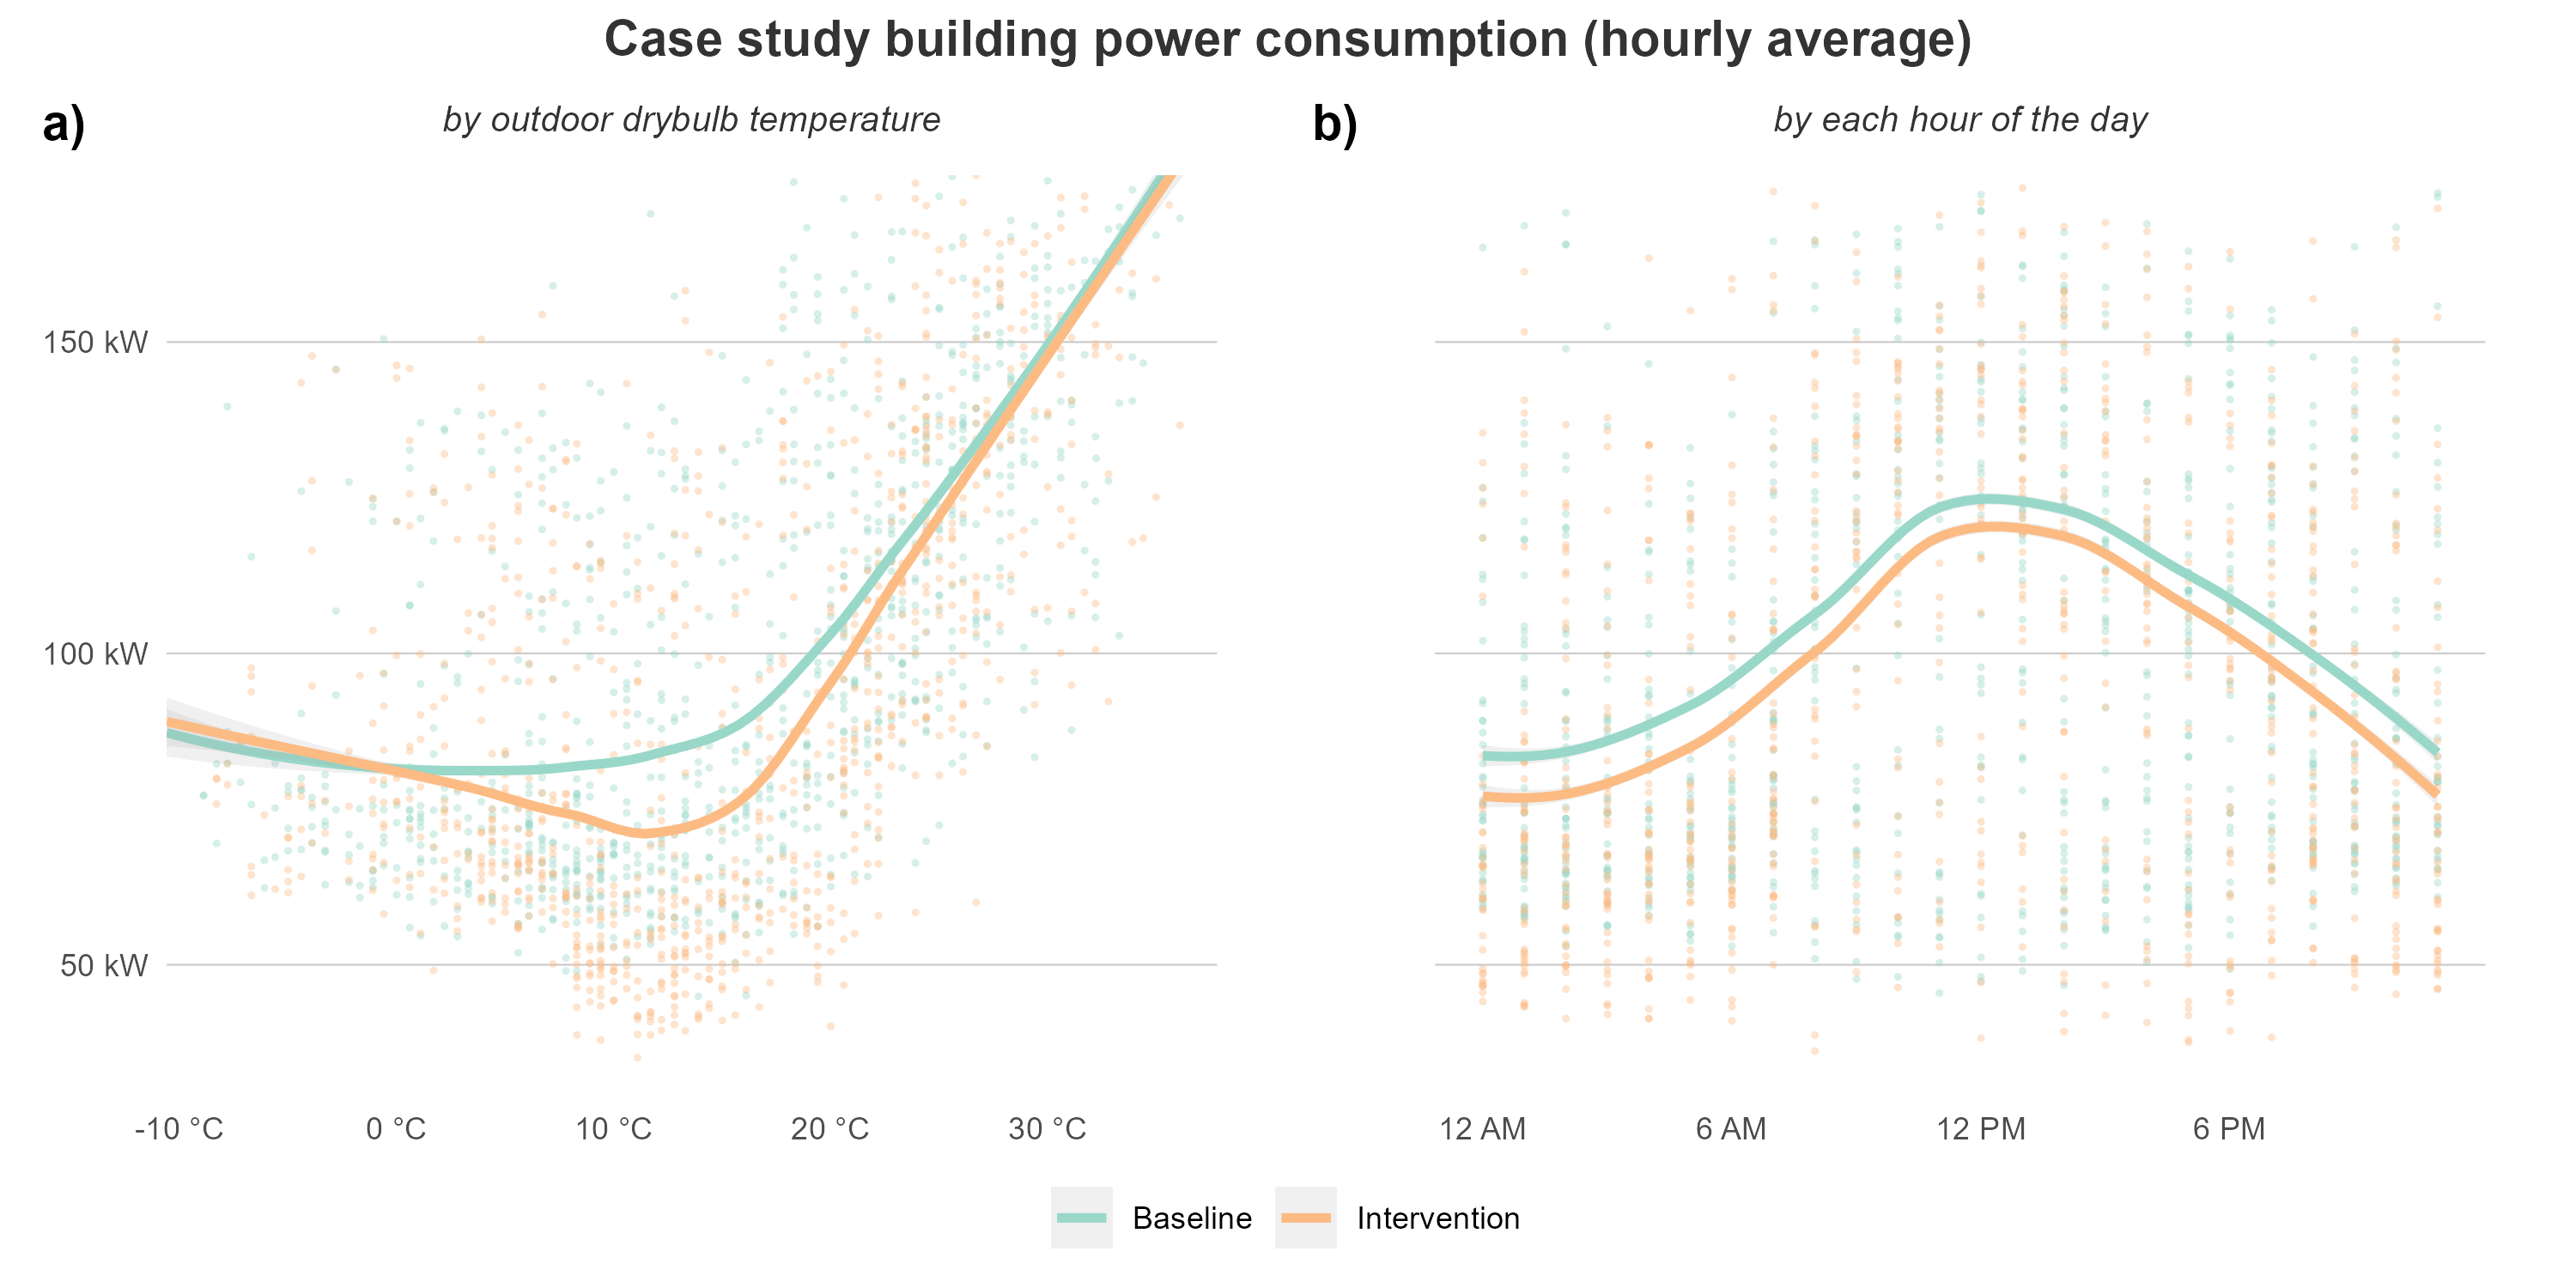 Case study building power consumption (hourly average)
a)
by outdoor drybulb temperature
150 kW
100 kW
50 kW
-10 °C 0 °C 10 °C 20 °C 30 °C
b)
by each hour of the day
12 AM 6 AM 12 PM 6 PM
Baseline Intervention